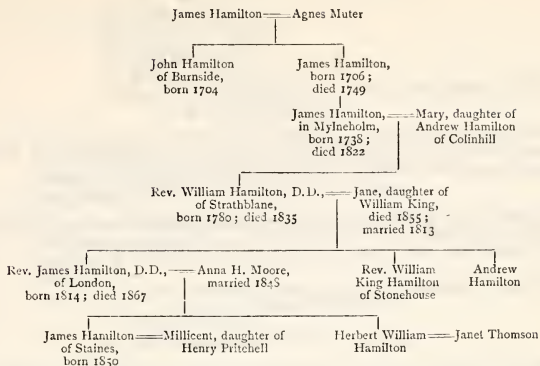 James Hamilton Agnes Muter
John Hamilton
of Burnside,
born 1704
James Hamilton,
born 1706;
died 1749
James Hamilton,
in Mylneholm,
born 1738;
died 1822
Mary, daughter of
Andrew Hamilton
of Colinhill
Rev. William Hamilton, D.D.,
of Strathblane,
born 1780; died 1835
Jane, daughter of
William King,
died 1855;
married 1813
Rev. James Hamilton, D.D.,
of London,
born 1814; died 1867
Anna H. Moore,
married 1848
Rev. William
King Hamilton
of Stonehouse
Andrew
Hamilton
James Hamilton
of Staines,
born 1850
Millicent, daughter of
Henry Pritchell
Herbert William
Hamilton
Janet Thomson